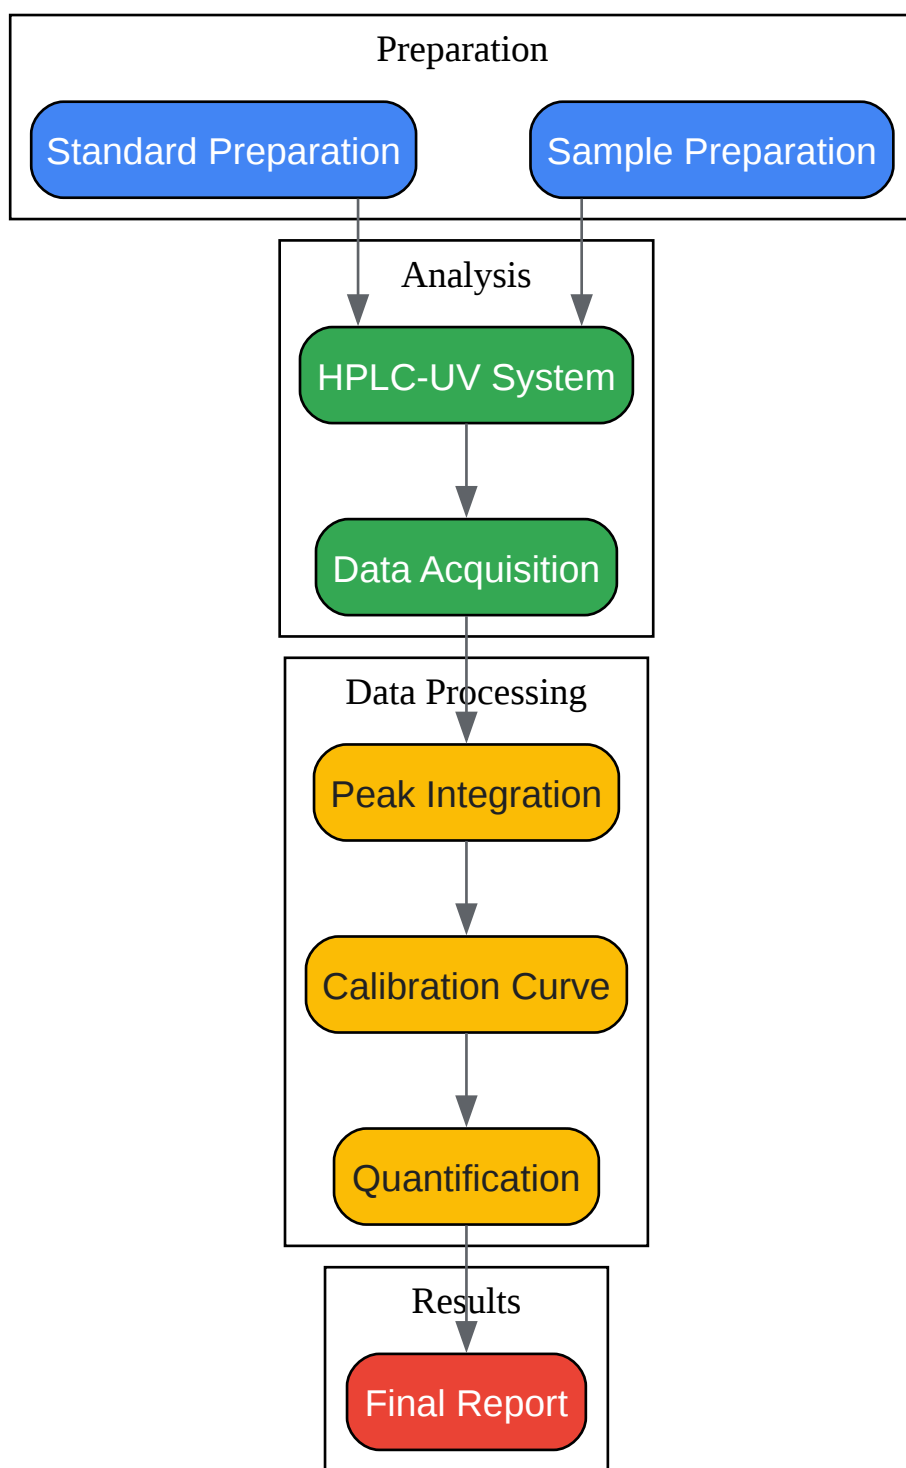 Preparation
Standard Preparation
Sample Preparation
Analysis
HPLC-UV System
Data Acquisition
Data Processing
Peak Integration
Calibration Curve
Quantification
Results
Final Report